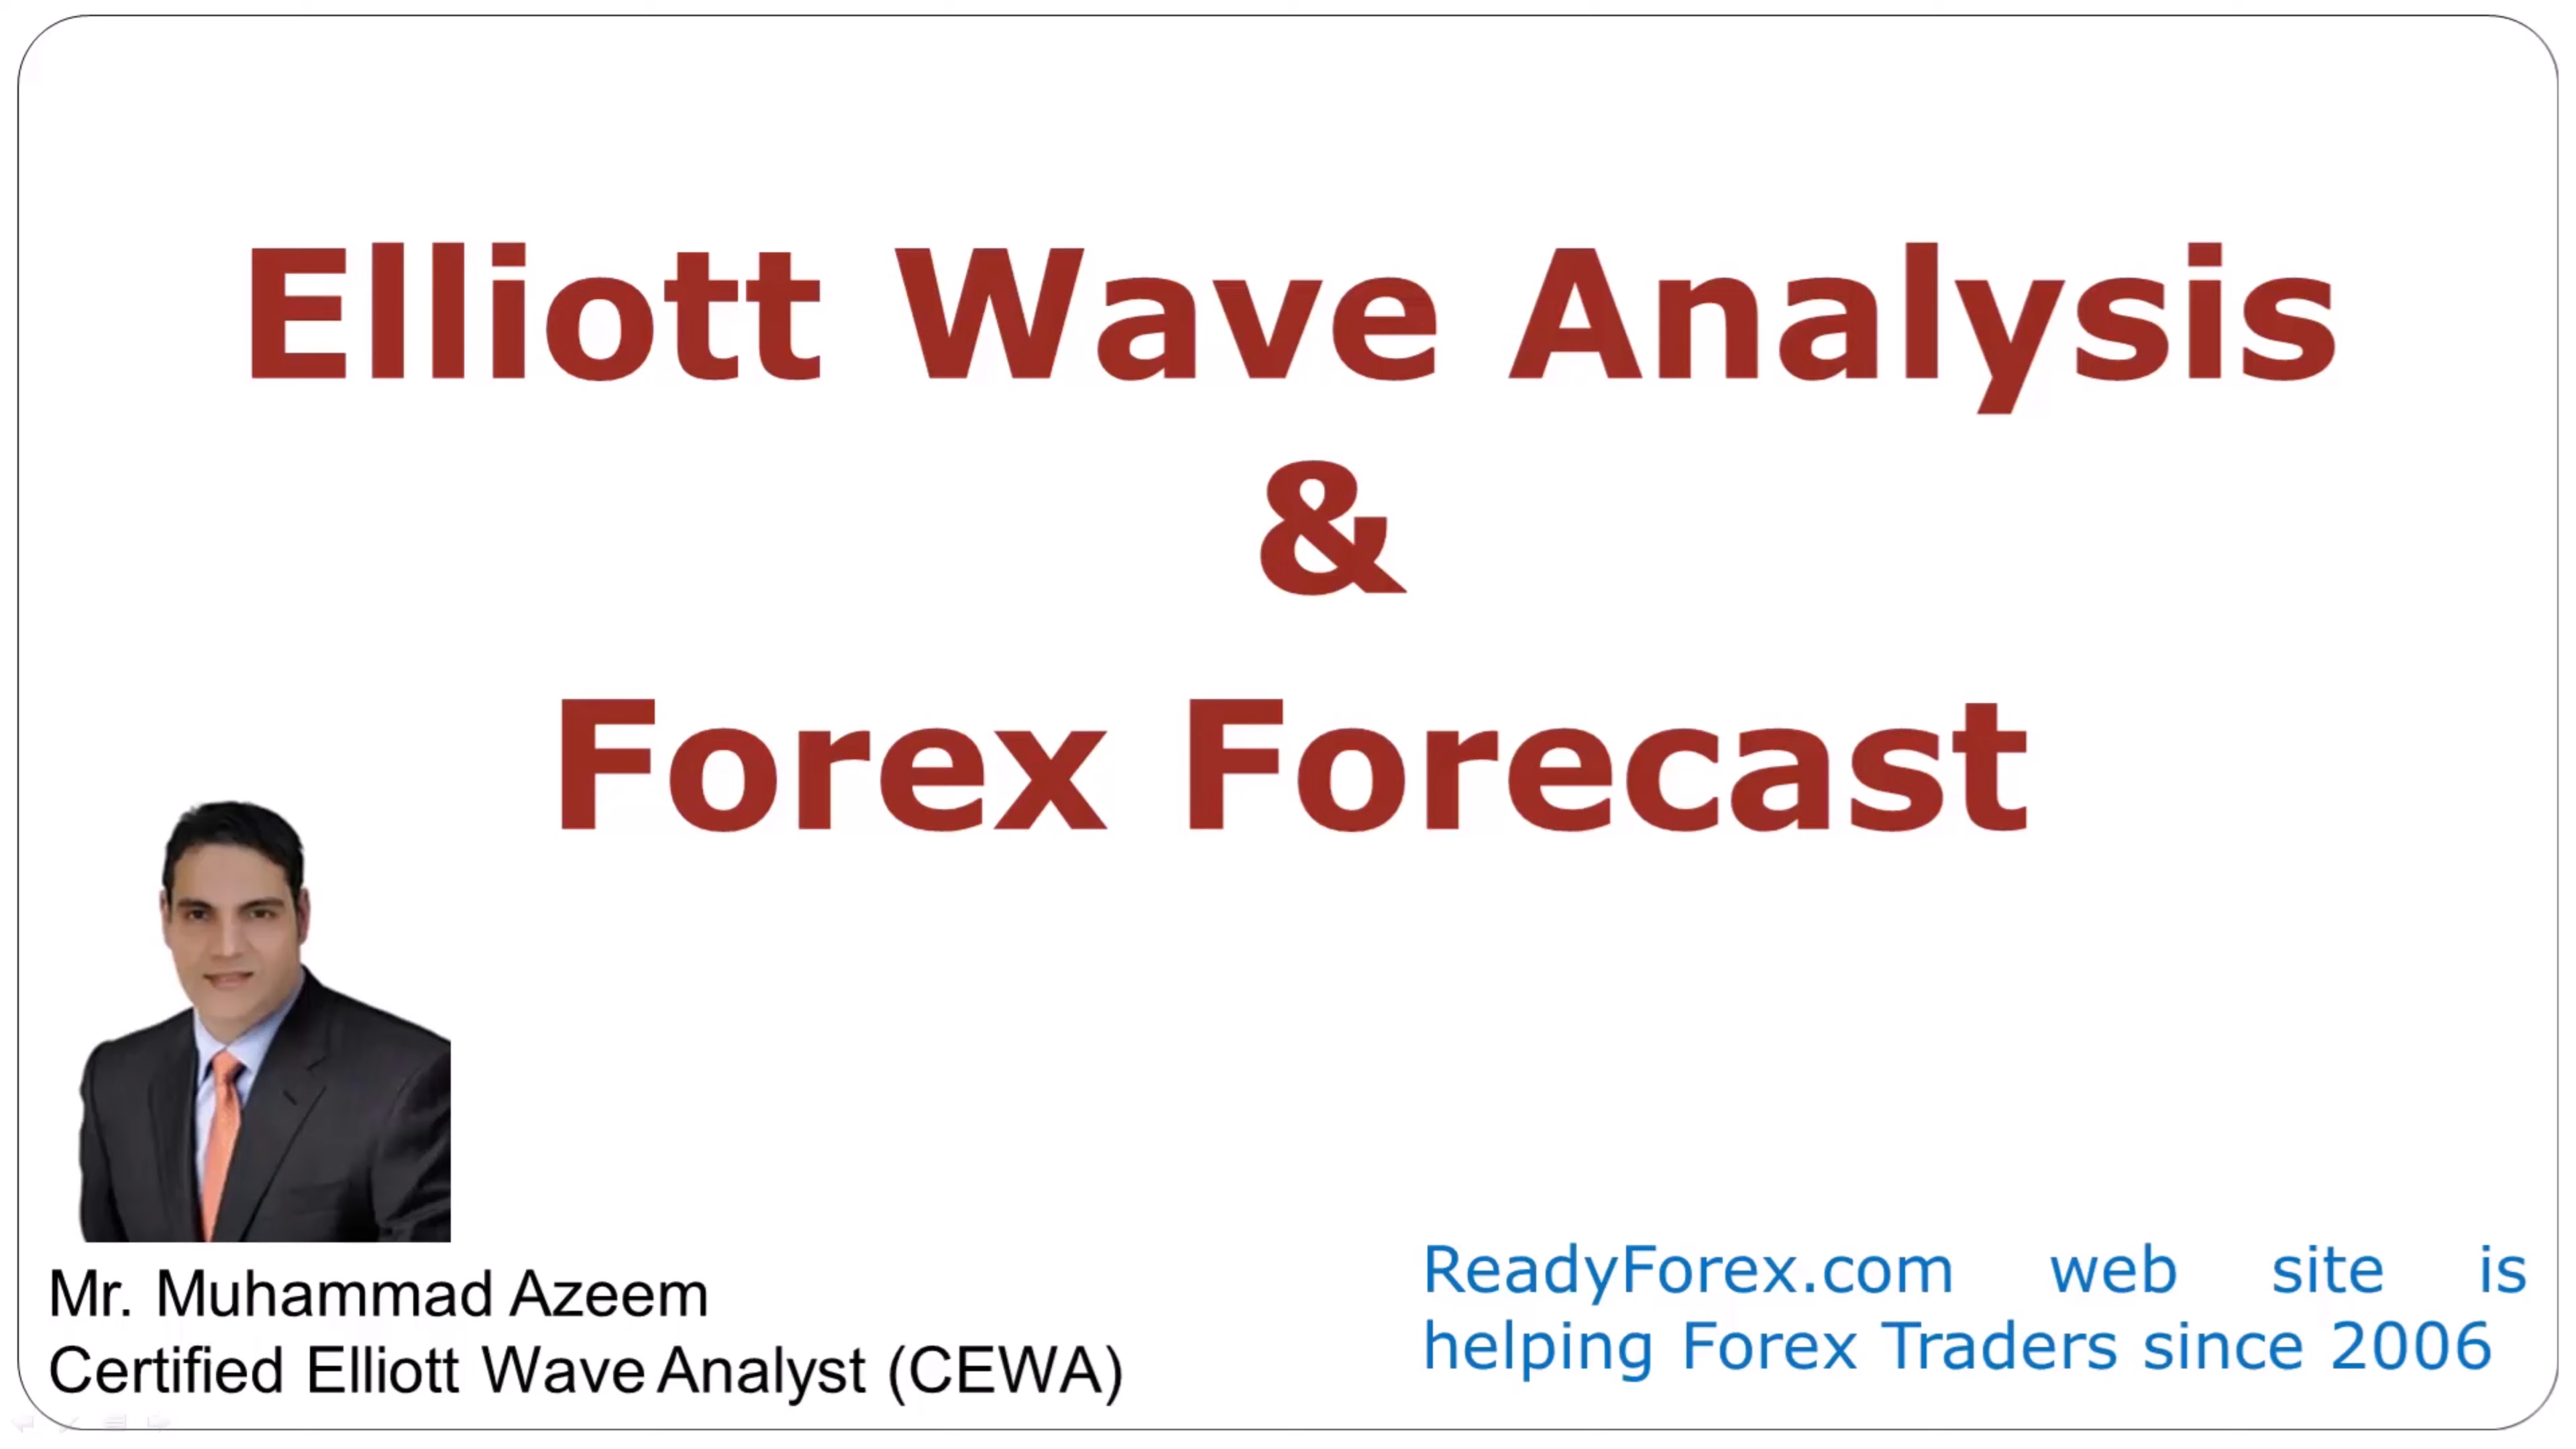 Elliott Wave Analysis
&
Forex Forecast
Mr. Muhammad Azeem
Certified Elliott Wave Analyst (CEWA)
ReadyForex.com web site is
helping Forex Traders since 2006